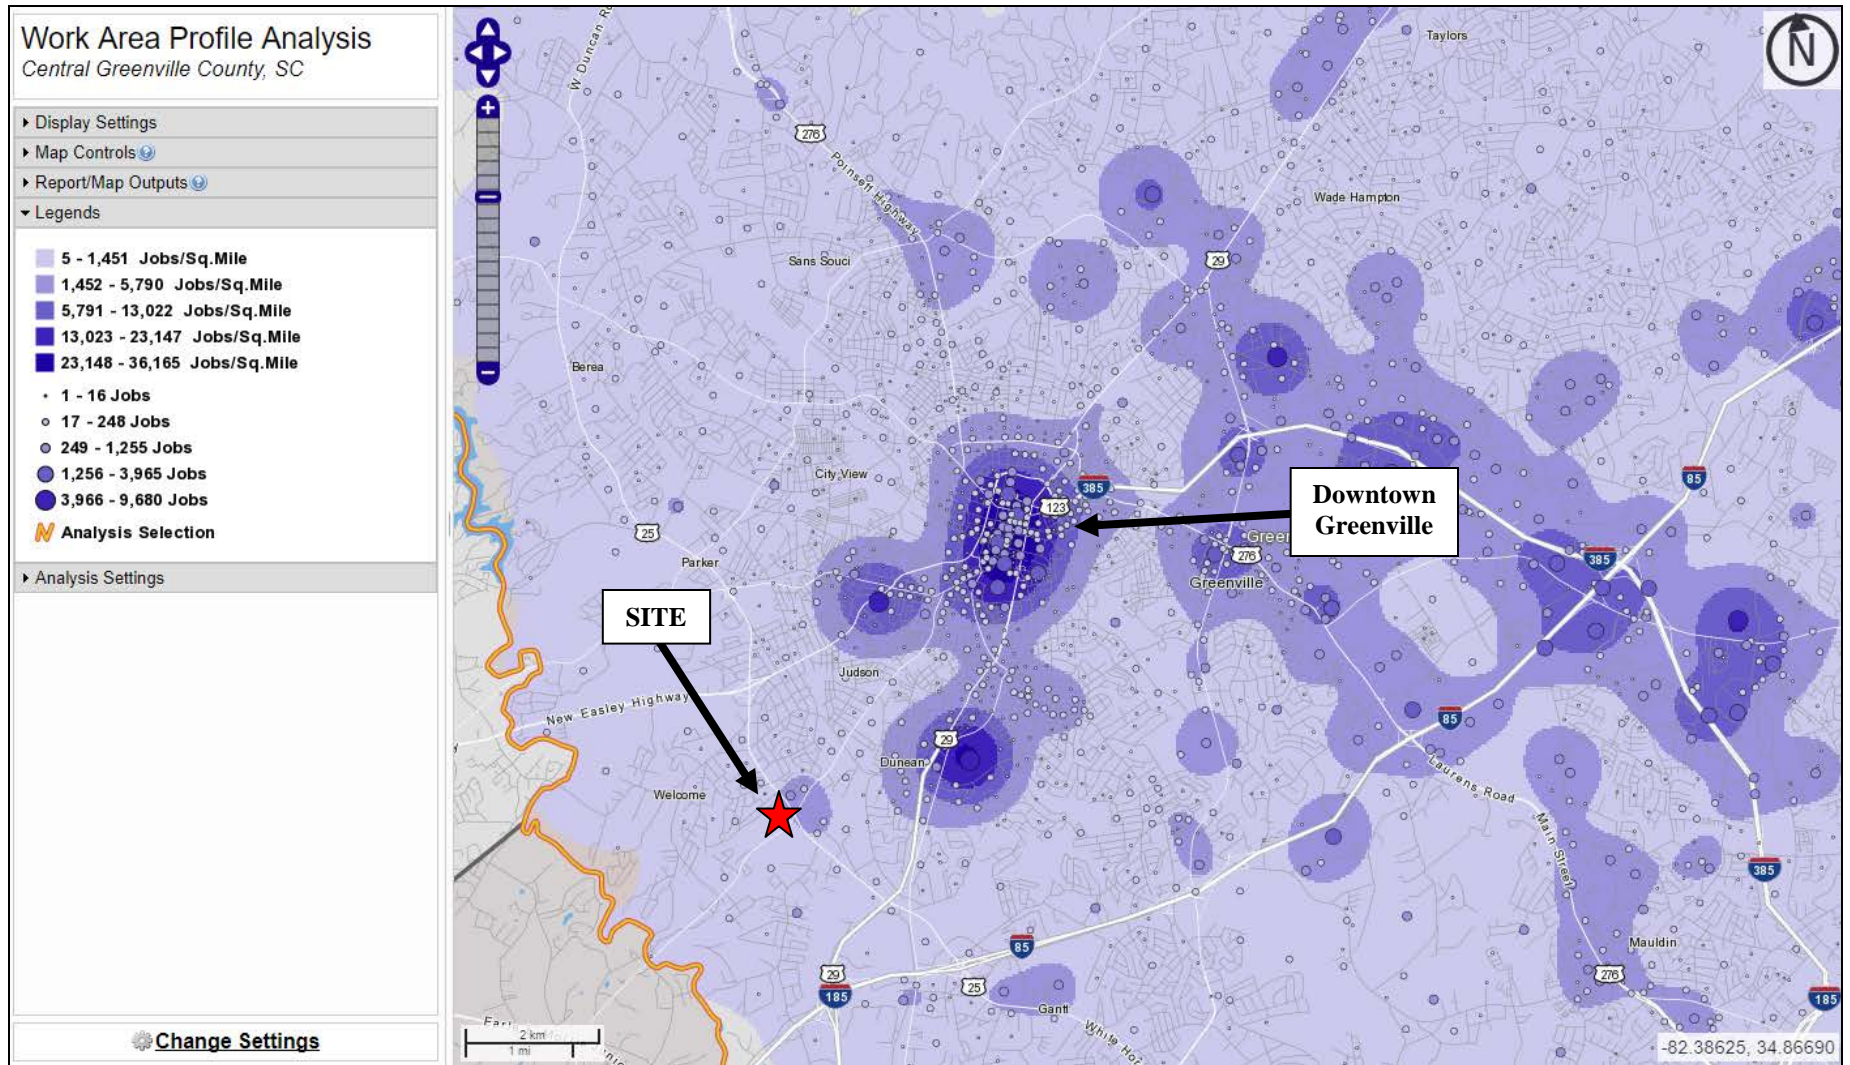 Work Area Profile Analysis
Central Greenville County, SC
Display Settings
Map Controls
Report/Map Outputs
Legends
5 - 1,451 Jobs/Sq.Mile
1,452 - 5,790 Jobs/Sq.Mile
5,791 - 13,022 Jobs/Sq.Mile
13,023 - 23,147 Jobs/Sq.Mile
23,148 - 36,165 Jobs/Sq.Mile
1 - 16 Jobs
17 - 248 Jobs
249 - 1,255 Jobs
1,256 - 3,965 Jobs
3,966 - 9,680 Jobs
Analysis Selection
Analysis Settings
Change Settings
N
Taylors
276
Poinsett Highway
Wade Hampton
Sans Souci
29
Berea
City View
385
123
Downtown
Greenville
85
25
Parker
276
Greenville
385
SITE
Judson
New Easley Highway
29
Dunean
85
Welcome
Laurens Road
Main Street
385
85
Mauldin
29
185
25
Gantt
276
185
2 km
1 mi
-82.38625, 34.86690